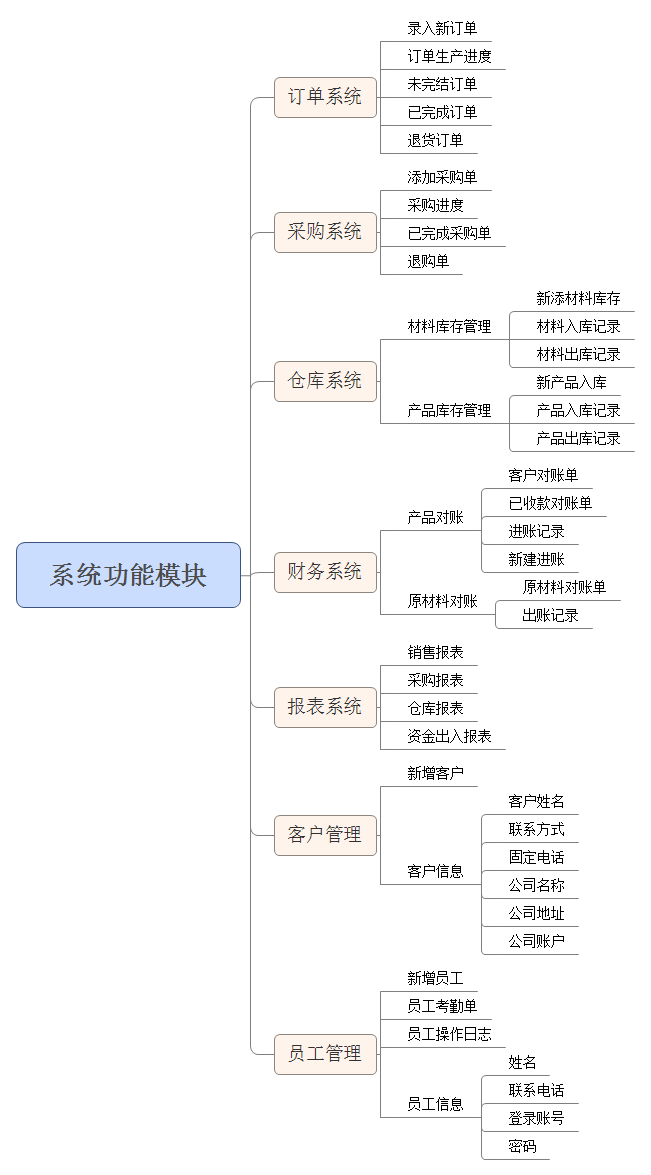 系统功能模块
订单系统
录入新订单
订单生产进度
未完结订单
已完成订单
退货订单
采购系统
添加采购单
采购进度
已完成采购单
退购单
仓库系统
材料库存管理
新添材料库存
材料入库记录
材料出库记录
产品库存管理
新产品入库
产品入库记录
产品出库记录
财务系统
产品对账
客户对账单
已收款对账单
进账记录
新建进账
原材料对账
原材料对账单
出账记录
报表系统
销售报表
采购报表
仓库报表
资金出入报表
客户管理
新增客户
客户信息
客户姓名
联系方式
固定电话
公司名称
公司地址
公司账户
员工管理
新增员工
员工考勤单
员工操作日志
员工信息
姓名
联系电话
登录账号
密码